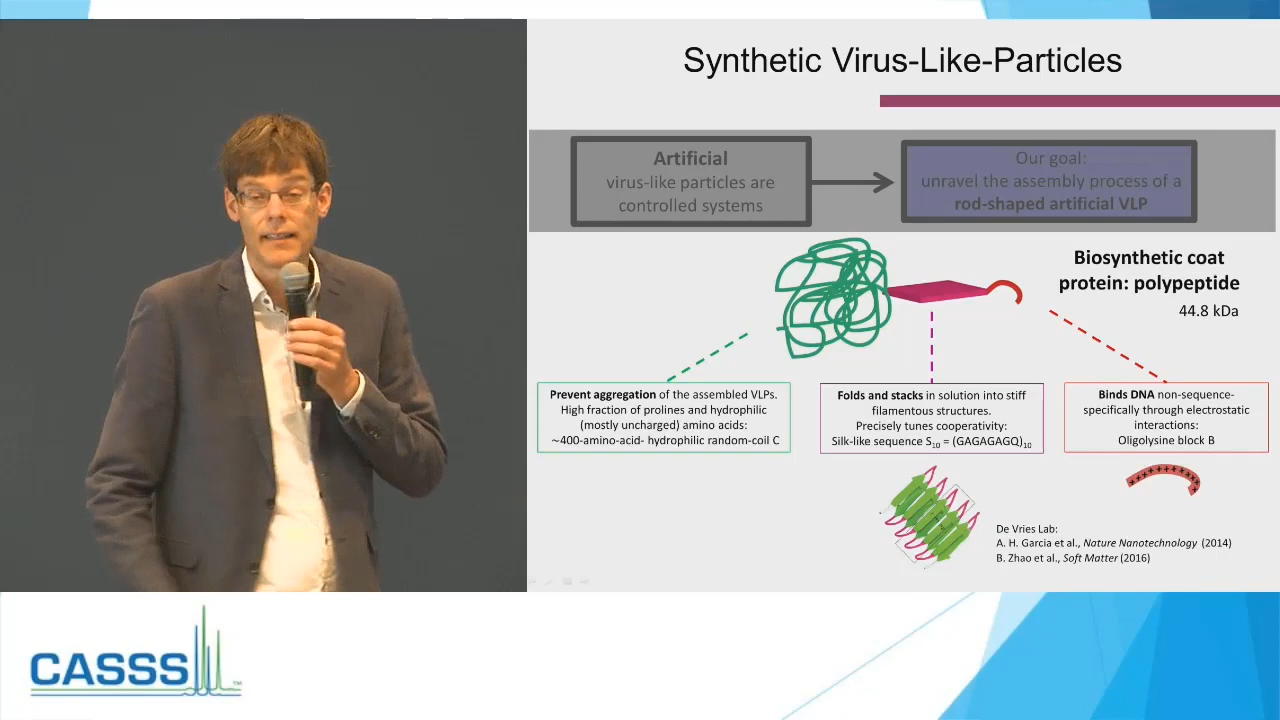 Synthetic Virus-Like-Particles
Artificial
virus-like particles are
controlled systems
Our goal:
unravel the assembly process of a
rod-shaped artificial VLP
Biosynthetic coat
protein: polypeptide
44.8 kDa
Prevent aggregation of the assembled VLPs.
High fraction of prolines and hydrophilic
(mostly uncharged) amino acids:
~400-amino-acid- hydrophilic random-coil C
Folds and stacks in solution into stiff
filamentous structures.
Precisely tunes cooperativity:
Silk-like sequence S10 = (GAGAGAGQ)10
Binds DNA non-sequence-
specifically through electrostatic
interactions:
Oligolysine block B
De Vries Lab:
A. H. Garcia et al., Nature Nanotechnology (2014)
B. Zhao et al., Soft Matter (2016)
CASSS™